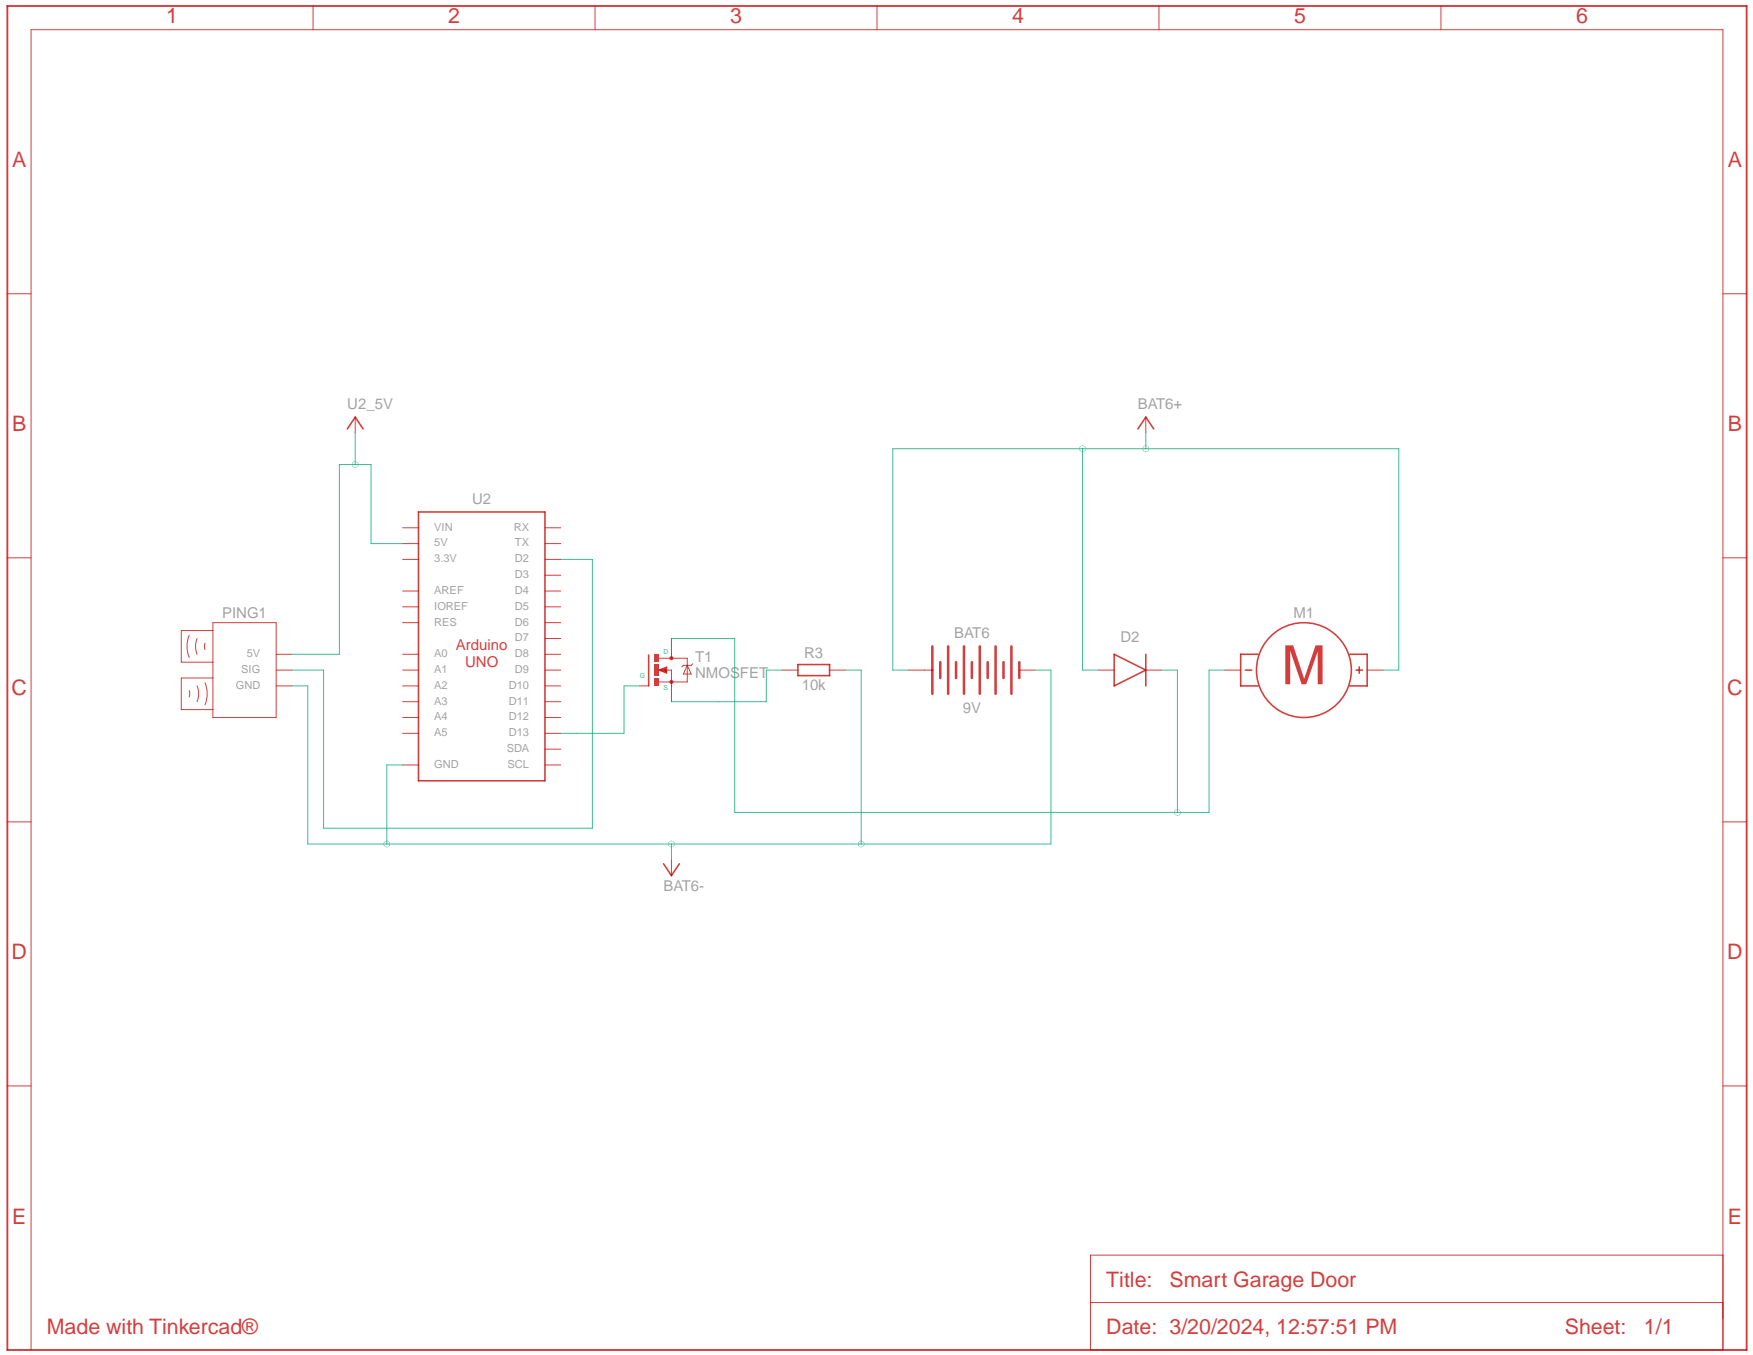 1 2 3 4 5 6
A A
B B
C C
D D
E E
U2_5V
BAT6+
U2
VIN RX
5V TX
3.3V D2
D3
AREF D4
IOREF D5
RES D6
D7
A0 D8
A1 D9
A2 D10
A3 D11
A4 D12
A5 D13
SDA
GND SCL
Arduino
UNO
PING1
5V
SIG
GND
D
G
S
T1
NMOSFET
R3
10k
BAT6
9V
D2
M1
- M +
BAT6-
Title: Smart Garage Door
Date: 3/20/2024, 12:57:51 PM Sheet: 1/1
Made with Tinkercad®